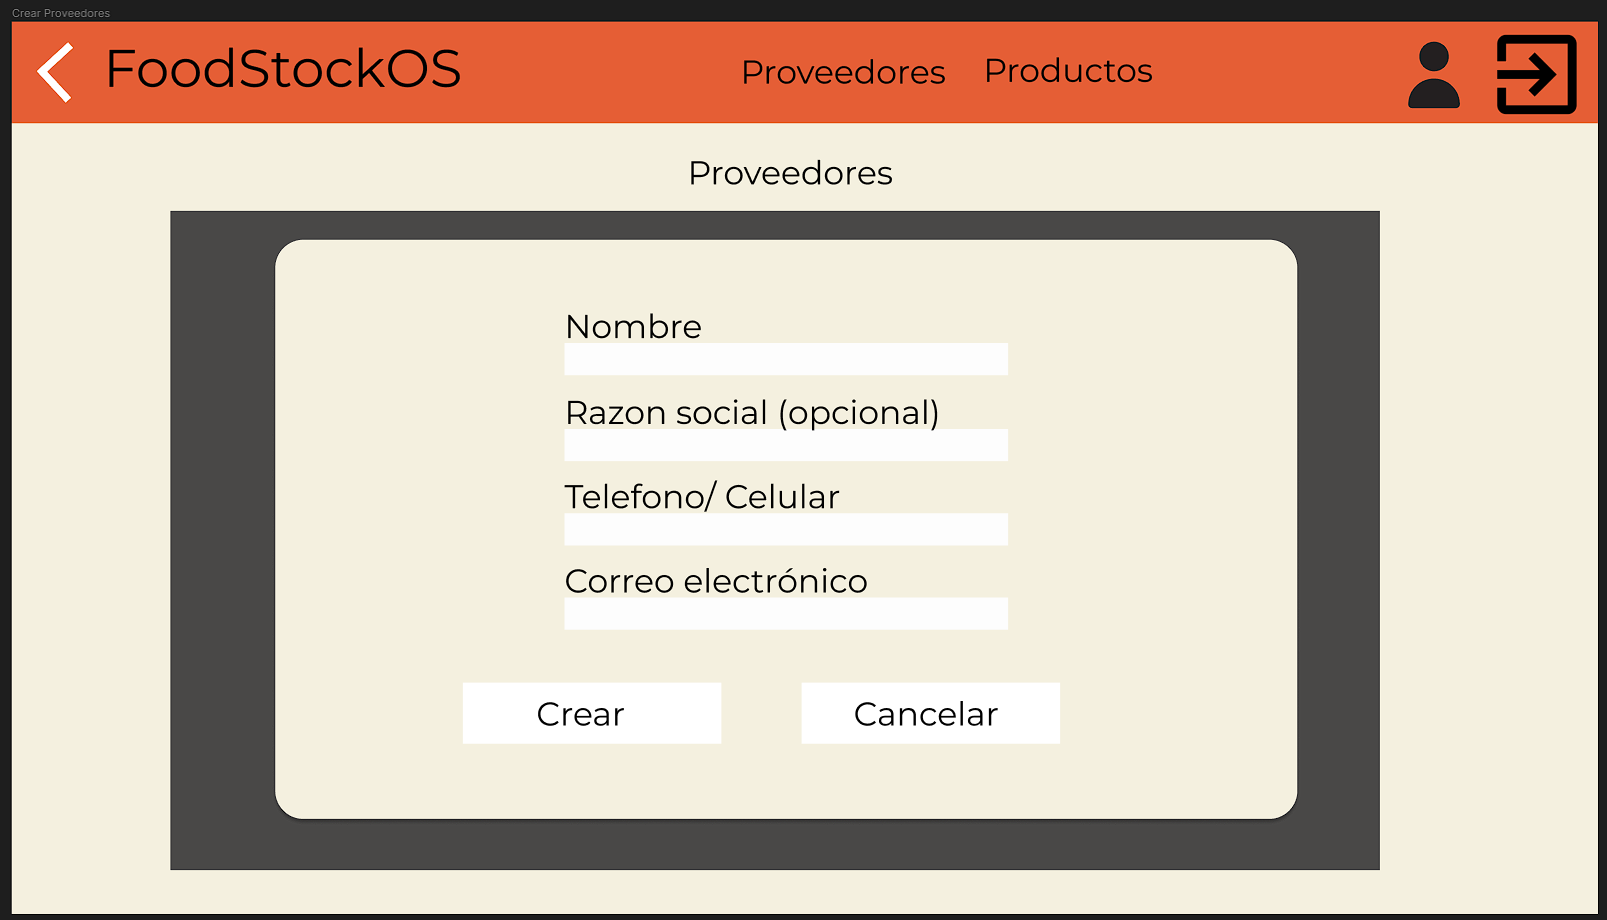 Crear Proveedores
FoodStockOS
Proveedores
Productos
Proveedores
Nombre
Razon social (opcional)
Telefono/ Celular
Correo electrónico
Crear
Cancelar